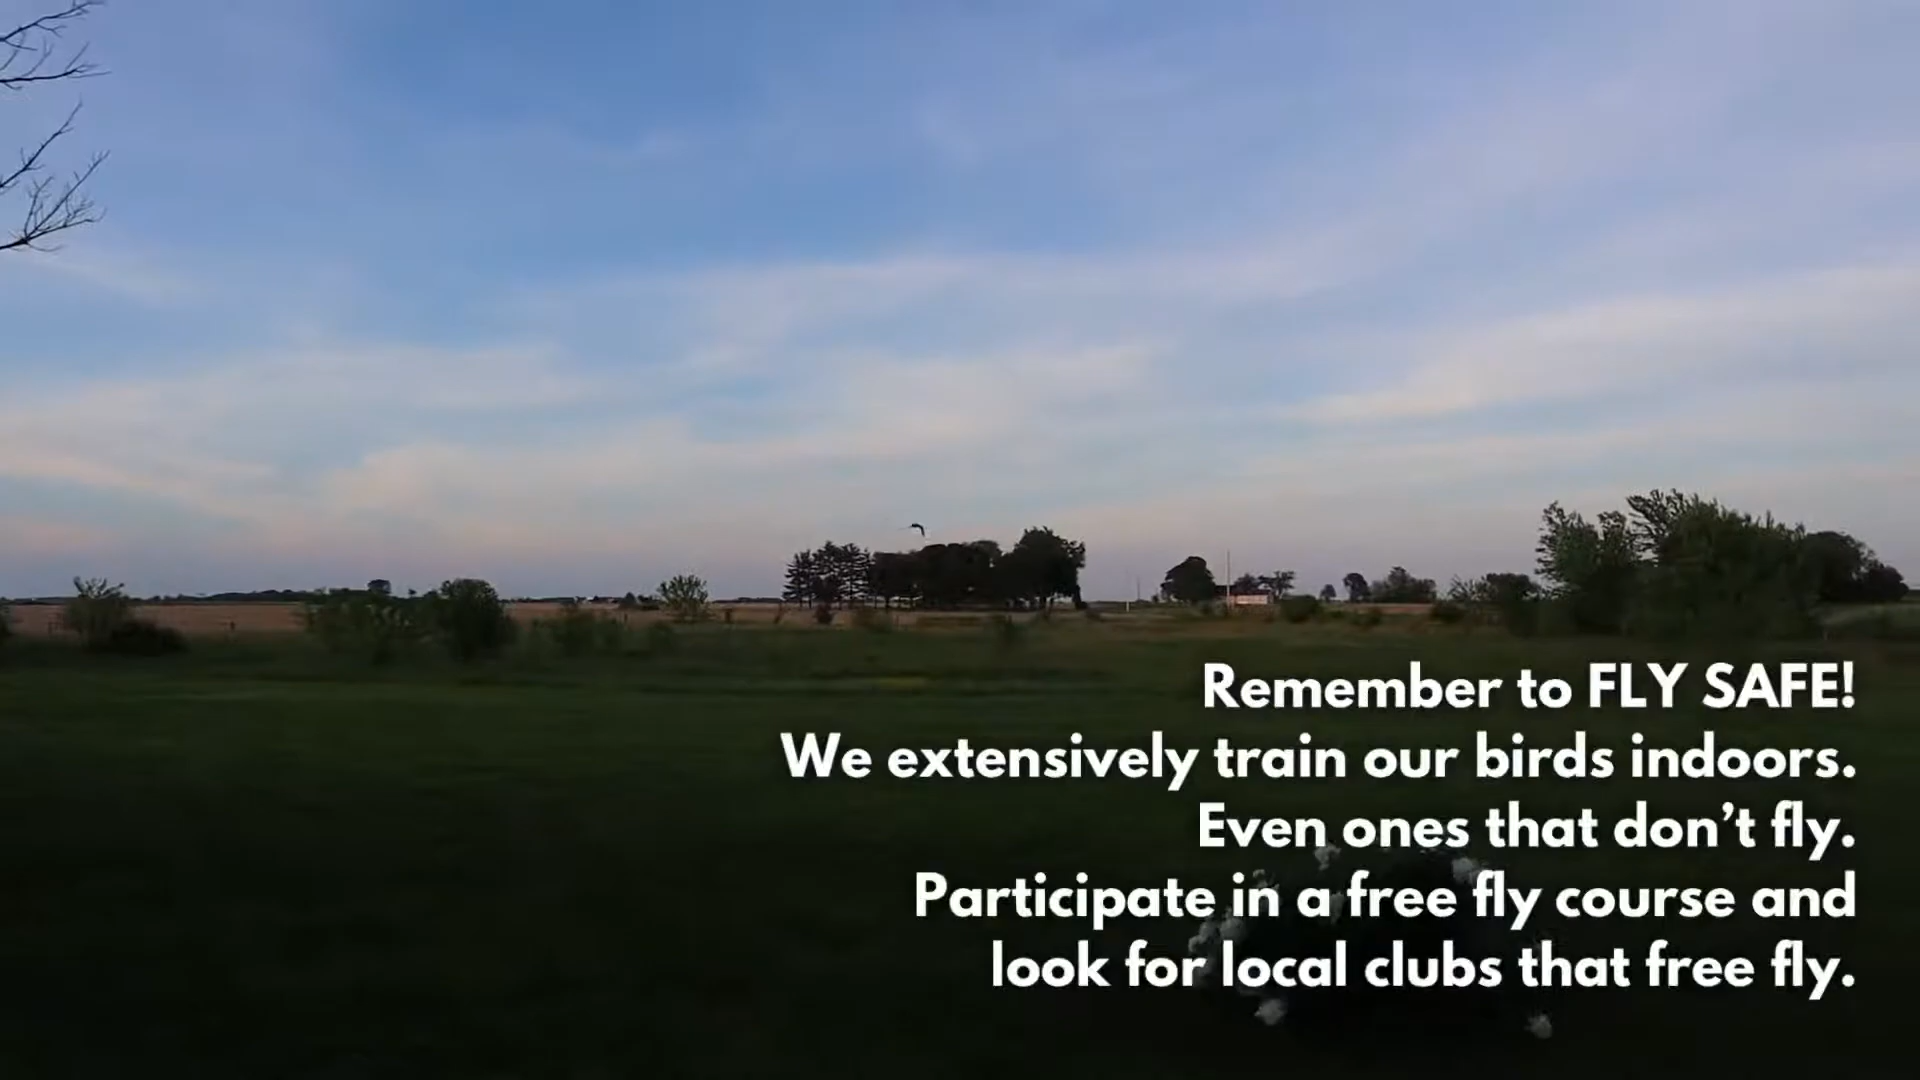 Remember to FLY SAFE!
We extensively train our birds indoors.
Even ones that don’t fly.
Participate in a free fly course and
look for local clubs that free fly.